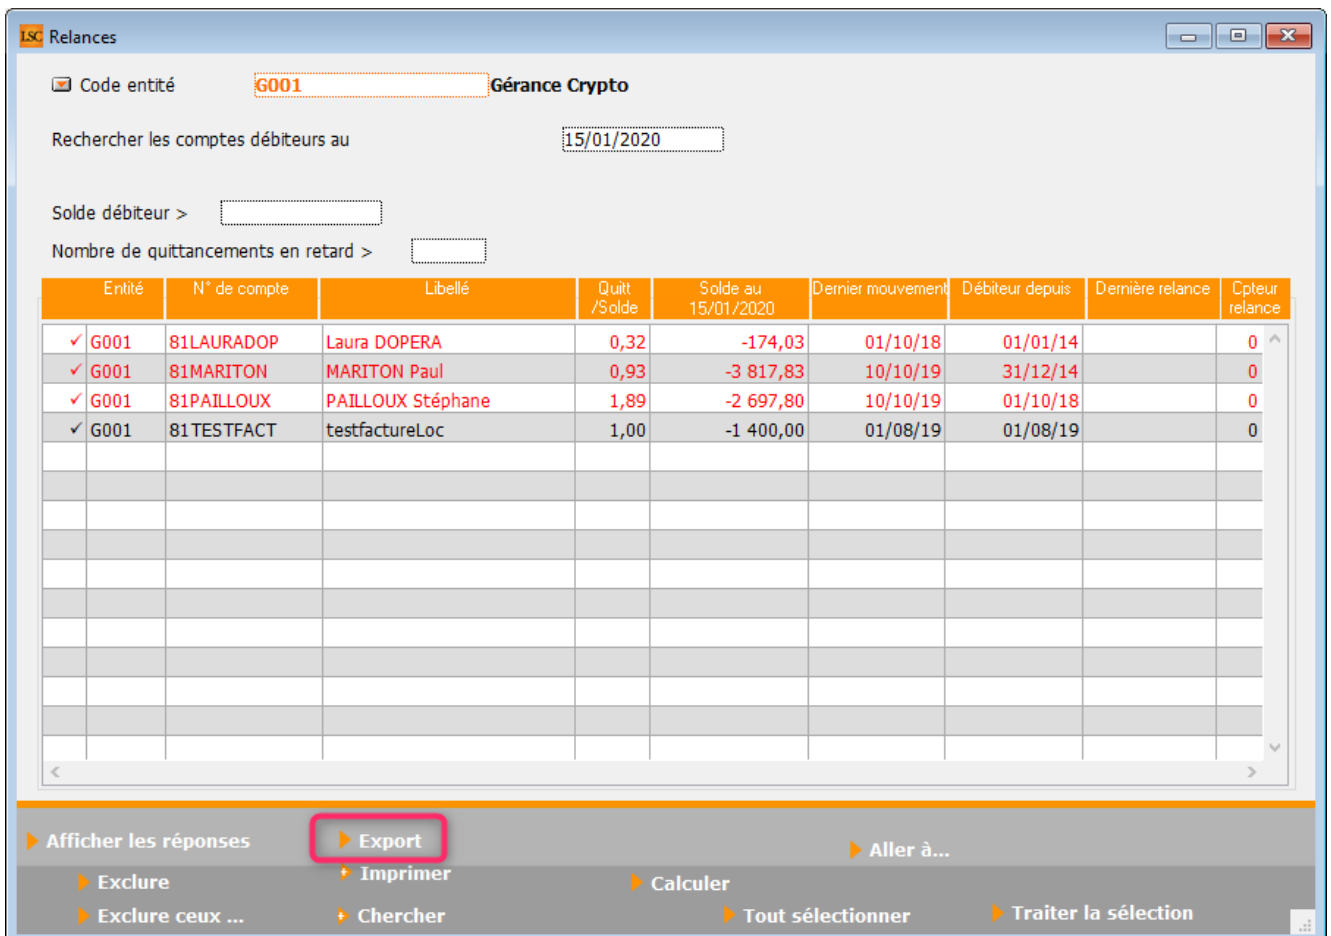 LSC Relances
Code entité G001 Gérance Crypto
Rechercher les comptes débiteurs au 15/01/2020
Solde débiteur >
Nombre de quittancements en retard >
Entité N° de compte Libellé Quitt /Solde Solde au 15/01/2020 Dernier mouvement Débiteur depuis Dernière relance Cpteur relance
G001 81LAURADOP Laura DOPERA 0,32 -174,03 01/10/18 01/01/14 0
G001 81MARITON MARITON Paul 0,93 -3 817,83 10/10/19 31/12/14 0
G001 81PAILLOUX PAILLOUX Stéphane 1,89 -2 697,80 10/10/19 01/10/18 0
G001 81TESTFACT testfactureLoc 1,00 -1 400,00 01/08/19 01/08/19 0
Afficher les réponses Export Aller à...
Exclure Imprimer Calculer
Exclure ceux ... Chercher Tout sélectionner Traiter la sélection